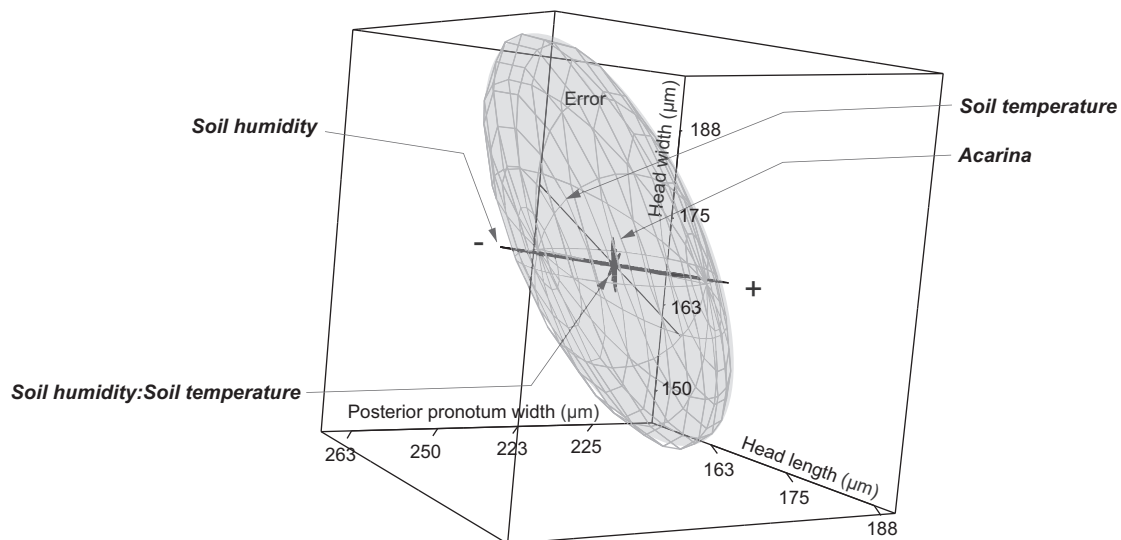 Error
Head width (µm)
Soil temperature
188
Soil humidity
Acarina
175
-
+
163
Soil humidity:Soil temperature
150
Posterior pronotum width (µm)
263
250
223
225
Head length (µm)
163
175
188